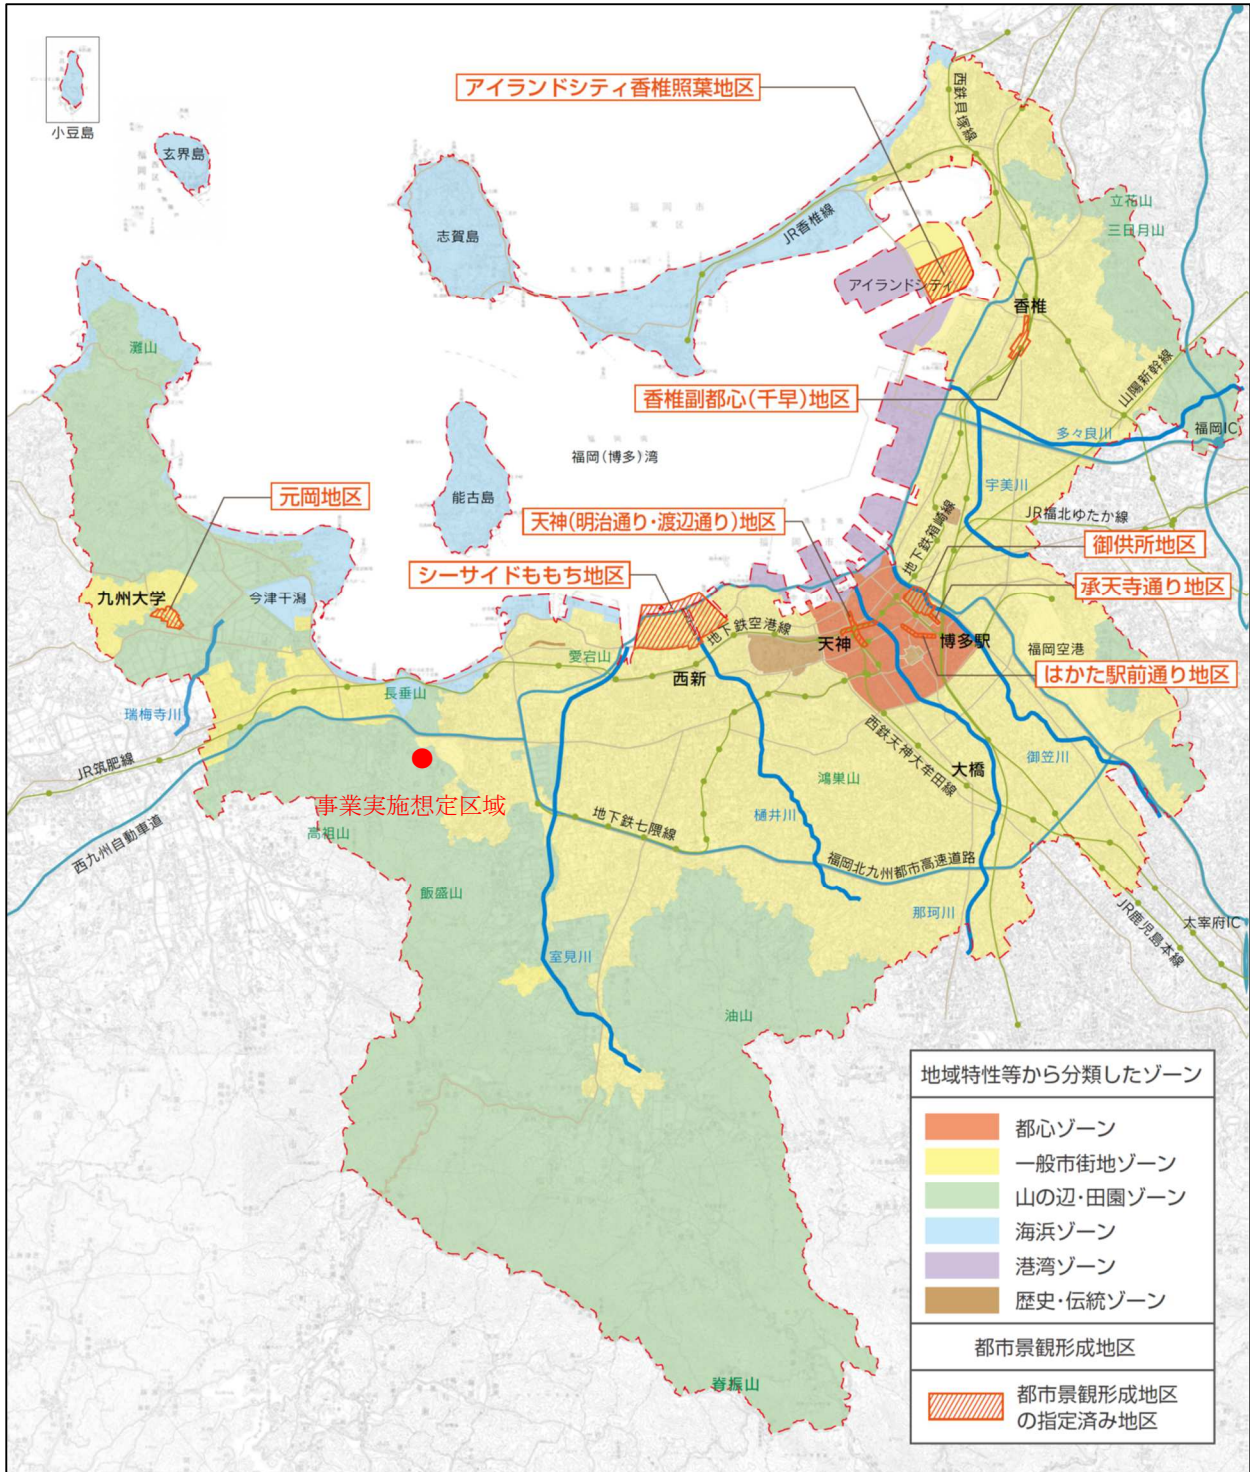 小豆島
玄界島
志賀島
アイランドシティ香椎照葉地区
西鉄貝塚線
JR香椎線
立花山
三日月山
アイランドシティ
香椎
山陽新幹線
香椎副都心(千早)地区
福岡IC
多々良川
灘山
能古島
福岡(博多)湾
宇美川
JR福北ゆたか線
元岡地区
天神(明治通り・渡辺通り)地区
地下鉄箱崎線
御供所地区
シーサイドももち地区
承天寺通り地区
九州大学
今津干潟
地下鉄空港線
天神
博多駅
福岡空港
はかた駅前通り地区
愛宕山
西新
長垂山
瑞梅寺川
西鉄天神大牟田線
御笠川
大橋
JR筑肥線
鴻巣山
樋井川
事業実施想定区域
高祖山
西九州自動車道
地下鉄七隈線
福岡北九州都市高速道路
飯盛山
那珂川
JR鹿児島本線
太宰府IC
室見川
油山
脊振山
地域特性等から分類したゾーン
都心ゾーン
一般市街地ゾーン
山の辺・田園ゾーン
海浜ゾーン
港湾ゾーン
歴史・伝統ゾーン
都市景観形成地区
都市景観形成地区
の指定済み地区